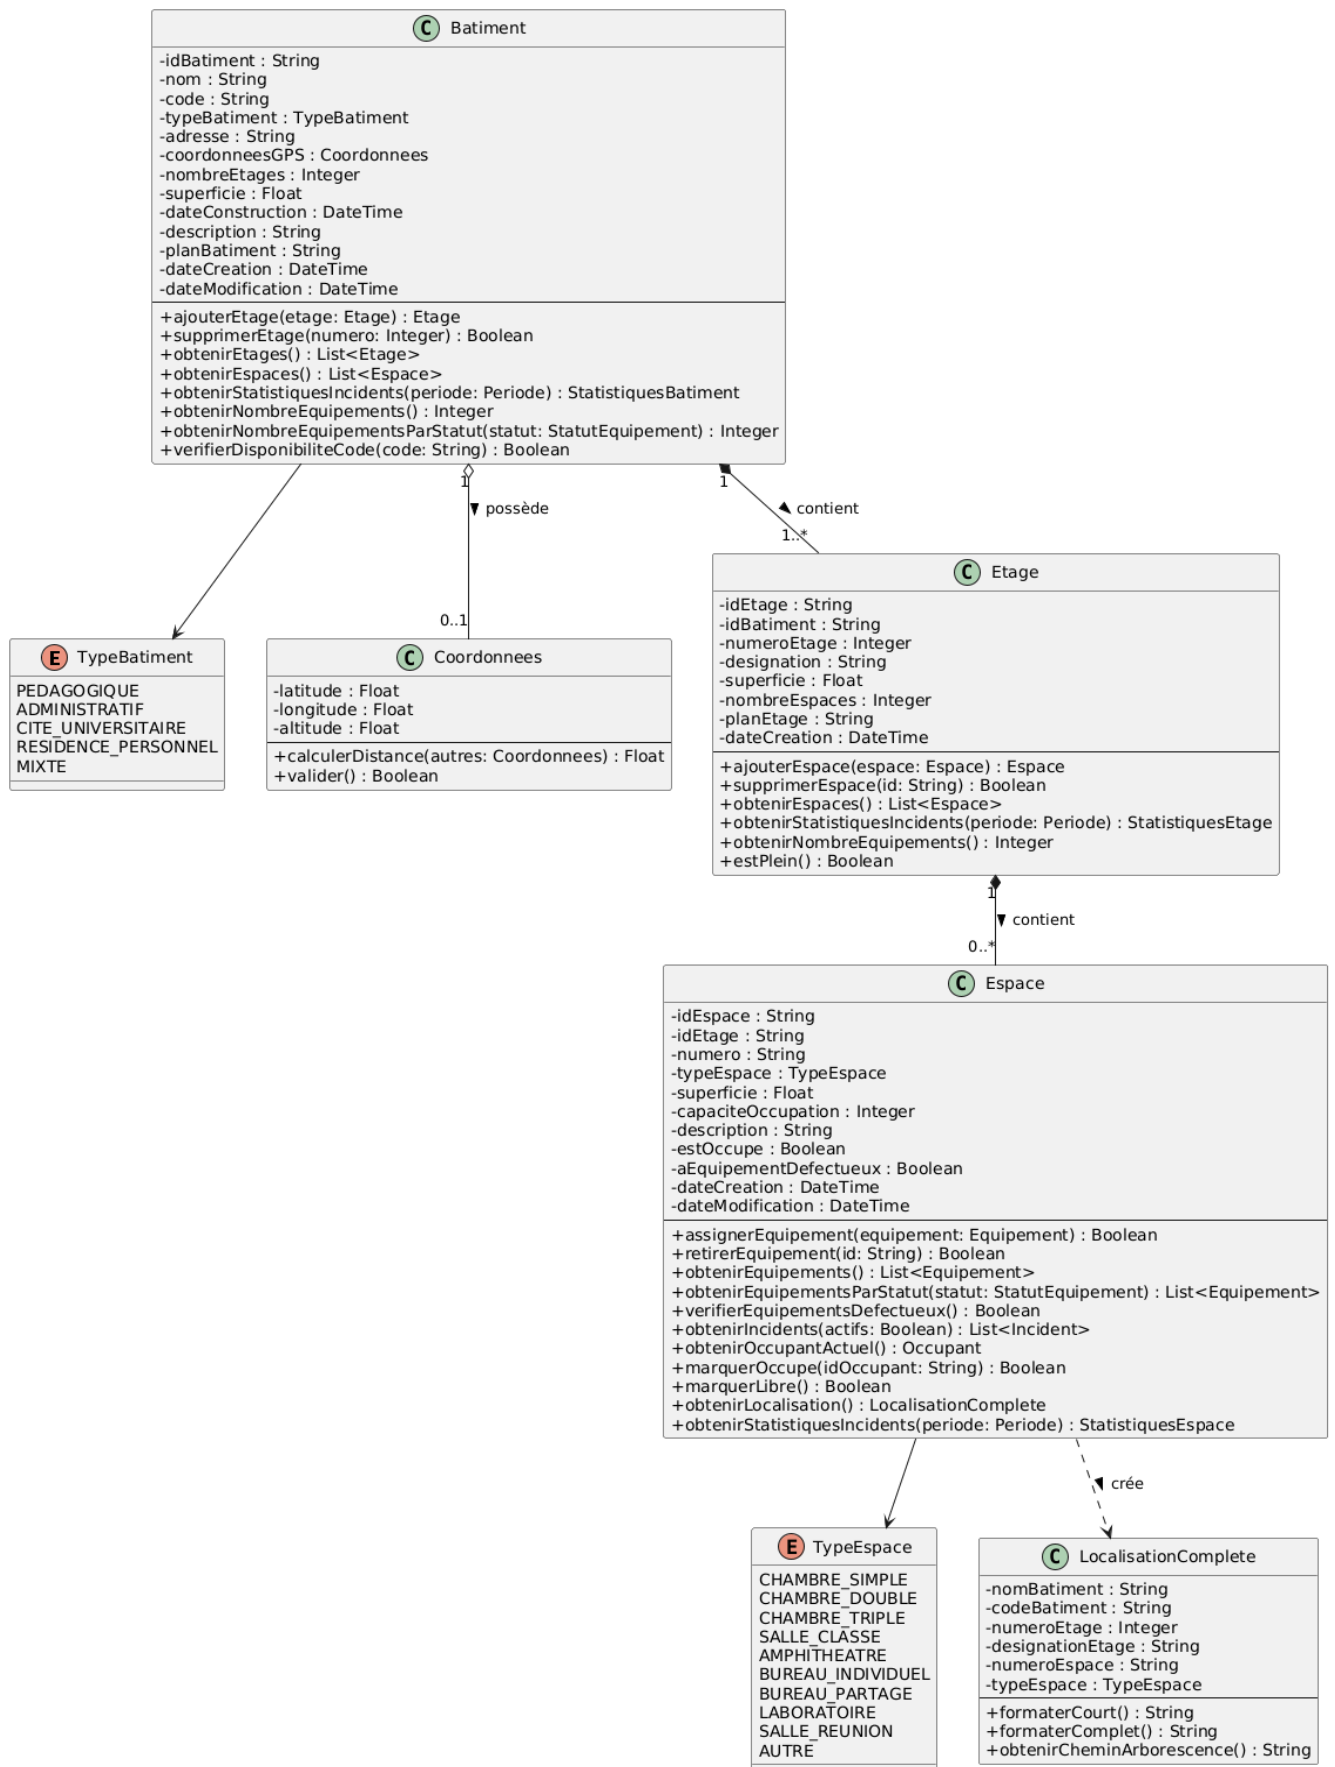 C Batiment
-idBatiment : String
-nom : String
-code : String
-typeBatiment : TypeBatiment
-adresse : String
-coordonneesGPS : Coordonnees
-nombreEtages : Integer
-superficie : Float
-dateConstruction : DateTime
-description : String
-planBatiment : String
-dateCreation : DateTime
-dateModification : DateTime
+ajouterEtage(etage: Etage) : Etage
+supprimerEtage(numero: Integer) : Boolean
+obtenirEtages() : List<Etage>
+obtenirEspaces() : List<Espace>
+obtenirStatistiquesIncidents(periode: Periode) : StatistiquesBatiment
+obtenirNombreEquipements() : Integer
+obtenirNombreEquipementsParStatut(statut: StatutEquipement) : Integer
+verifierDisponibiliteCode(code: String) : Boolean
1
possède
0..1
1
contient
1..*
E TypeBatiment
PEDAGOGIQUE
ADMINISTRATIF
CITE_UNIVERSITAIRE
RESIDENCE_PERSONNEL
MIXTE
C Coordonnees
-latitude : Float
-longitude : Float
-altitude : Float
+calculerDistance(autres: Coordonnees) : Float
+valider() : Boolean
C Etage
-idEtage : String
-idBatiment : String
-numeroEtage : Integer
-designation : String
-superficie : Float
-nombreEspaces : Integer
-planEtage : String
-dateCreation : DateTime
+ajouterEspace(espace: Espace) : Espace
+supprimerEspace(id: String) : Boolean
+obtenirEspaces() : List<Espace>
+obtenirStatistiquesIncidents(periode: Periode) : StatistiquesEtage
+obtenirNombreEquipements() : Integer
+estPlein() : Boolean
1
contient
0..*
C Espace
-idEspace : String
-idEtage : String
-numero : String
-typeEspace : TypeEspace
-superficie : Float
-capaciteOccupation : Integer
-description : String
-estOccupe : Boolean
-aEquipementDefectueux : Boolean
-dateCreation : DateTime
-dateModification : DateTime
+assignerEquipement(equipement: Equipement) : Boolean
+retirerEquipement(id: String) : Boolean
+obtenirEquipements() : List<Equipement>
+obtenirEquipementsParStatut(statut: StatutEquipement) : List<Equipement>
+verifierEquipementsDefectueux() : Boolean
+obtenirIncidents(actifs: Boolean) : List<Incident>
+obtenirOccupantActuel() : Occupant
+marquerOccupe(idOccupant: String) : Boolean
+marquerLibre() : Boolean
+obtenirLocalisation() : LocalisationComplete
+obtenirStatistiquesIncidents(periode: Periode) : StatistiquesEspace
crée
E TypeEspace
CHAMBRE_SIMPLE
CHAMBRE_DOUBLE
CHAMBRE_TRIPLE
SALLE_CLASSE
AMPHITHEATRE
BUREAU_INDIVIDUEL
BUREAU_PARTAGE
LABORATOIRE
SALLE_REUNION
AUTRE
C LocalisationComplete
-nomBatiment : String
-codeBatiment : String
-numeroEtage : Integer
-designationEtage : String
-numeroEspace : String
-typeEspace : TypeEspace
+formaterCourt() : String
+formaterComplet() : String
+obtenirCheminArborescence() : String